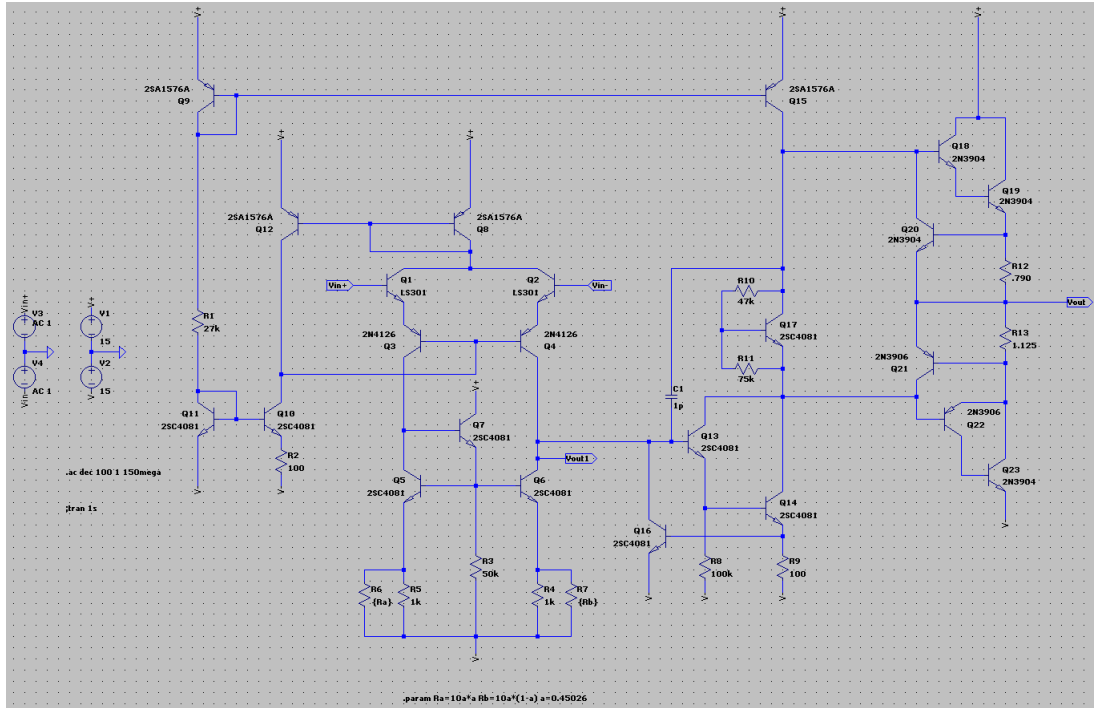 V+
V+
V+
2SA1576A
Q9
2SA1576A
Q15
V+
V+
Q18
2N3904
Q19
2N3904
2SA1576A
Q12
2SA1576A
Q8
Q20
2N3904
Vin+
Q1
LS301
Q2
LS301
Vin-
R12
.790
R10
47k
Vout
Vin+
V3
AC 1
V+
V1
15
R1
27k
2N4126
Q3
2N4126
Q4
Q17
2SC4081
R13
1.125
V4
AC 1
Vin-
V2
15
V-
R11
75k
2N3906
Q21
V+
C1
1p
Q11
2SC4081
Q10
2SC4081
Q7
2SC4081
2N3906
Q22
Q13
2SC4081
R2
100
Vout1
.ac dec 100 1 150mega
Q5
2SC4081
Q6
2SC4081
Q23
2N3904
V-
V-
Q14
2SC4081
;tran 1s
Q16
2SC4081
V-
R3
50k
R8
100k
R9
100
R6
{Ra}
R5
1k
R4
1k
R7
{Rb}
V-
V-
V-
V-
.param Ra=10a*a Rb=10a*(1-a) a=0.45026